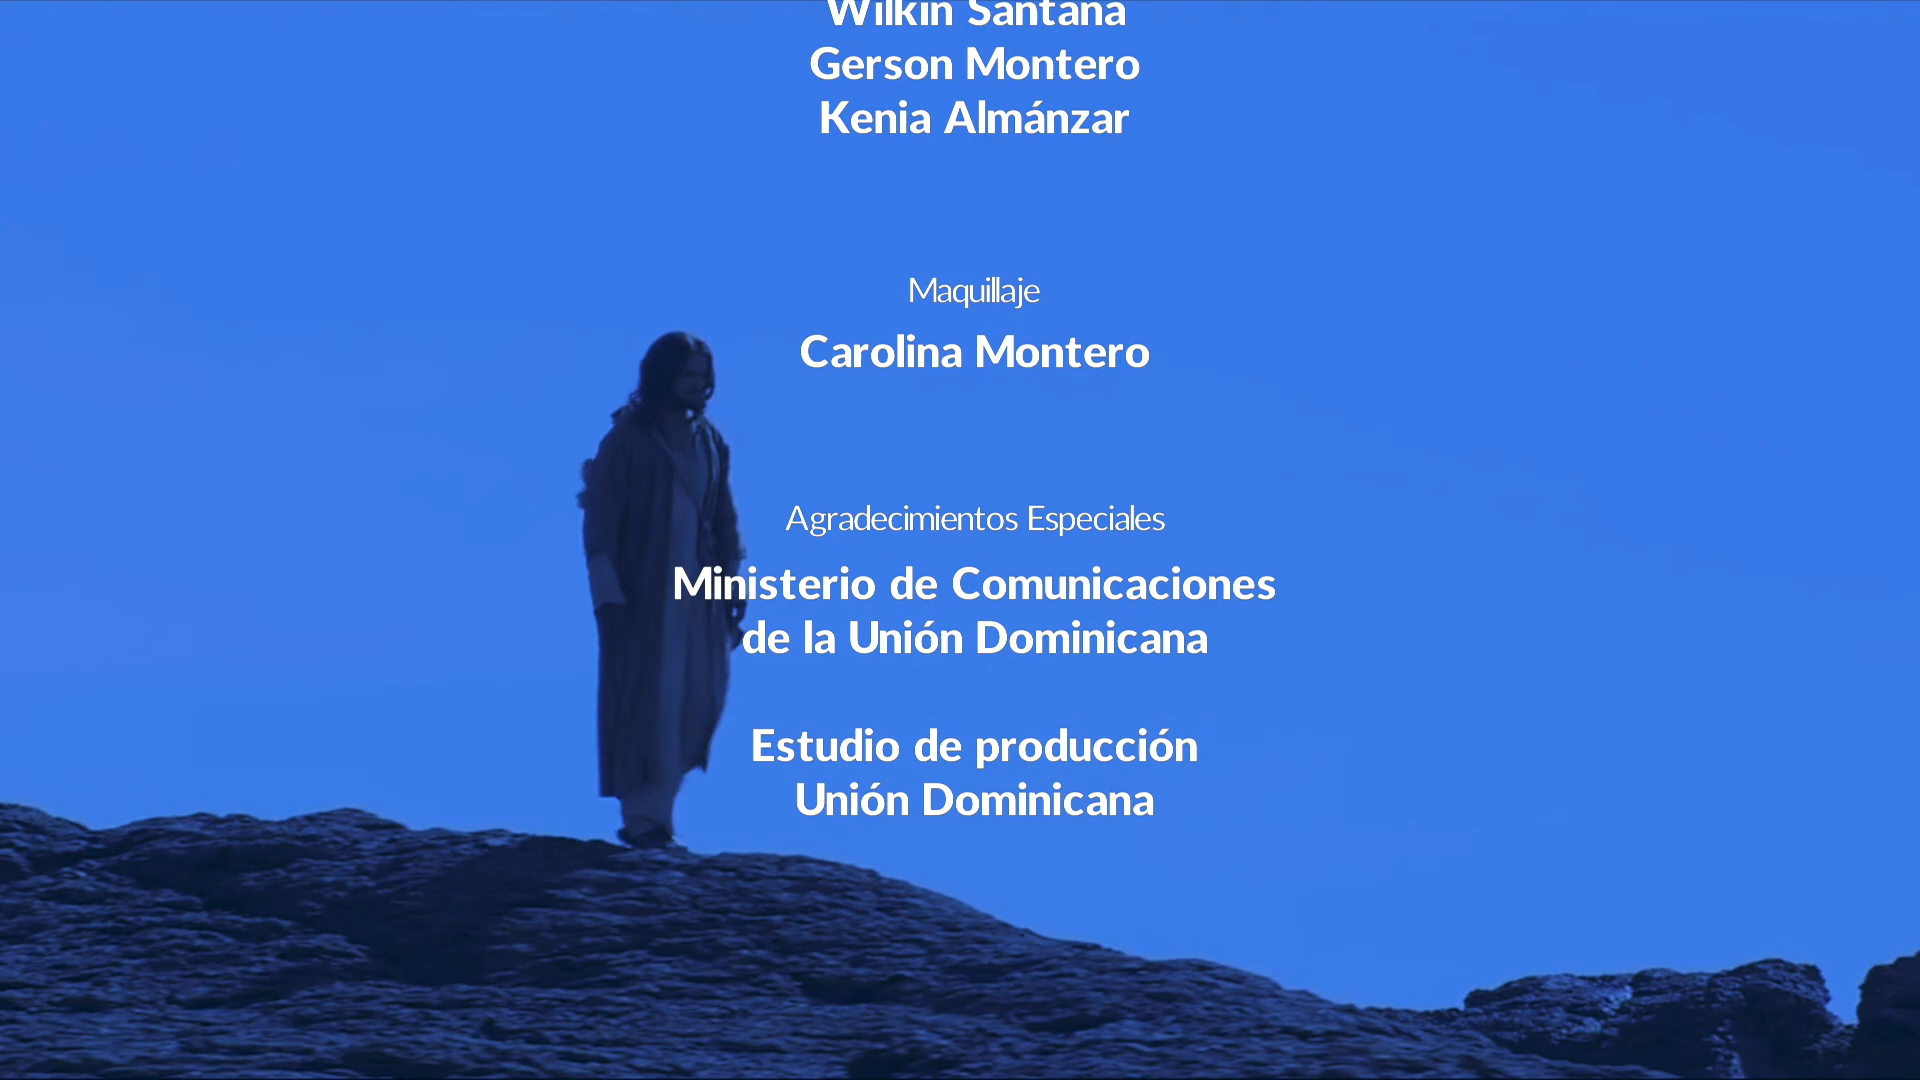 Wilkin Santana
Gerson Montero
Kenia Almánzar
Maquillaje
Carolina Montero
Agradecimientos Especiales
Ministerio de Comunicaciones
de la Unión Dominicana
Estudio de producción
Unión Dominicana